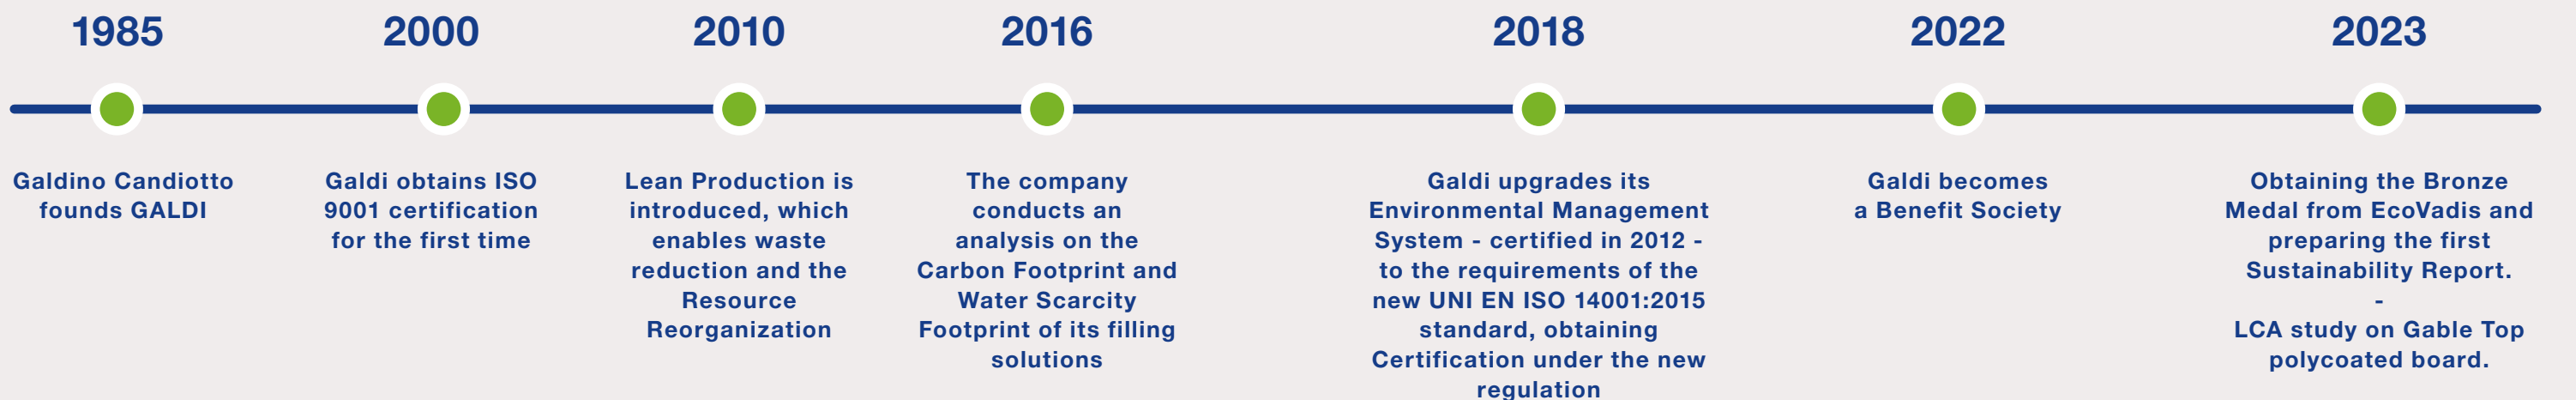 1985
Galdino Candiotto
founds GALDI
2000
Galdi obtains ISO
9001 certification
for the first time
2010
Lean Production is
introduced, which
enables waste
reduction and the
Resource
Reorganization
2016
The company
conducts an
analysis on the
Carbon Footprint and
Water Scarcity
Footprint of its filling
solutions
2018
Galdi upgrades its
Environmental Management
System - certified in 2012 -
to the requirements of the
new UNI EN ISO 14001:2015
standard, obtaining
Certification under the new
regulation
2022
Galdi becomes
a Benefit Society
2023
Obtaining the Bronze
Medal from EcoVadis and
preparing the first
Sustainability Report.
-
LCA study on Gable Top
polycoated board.